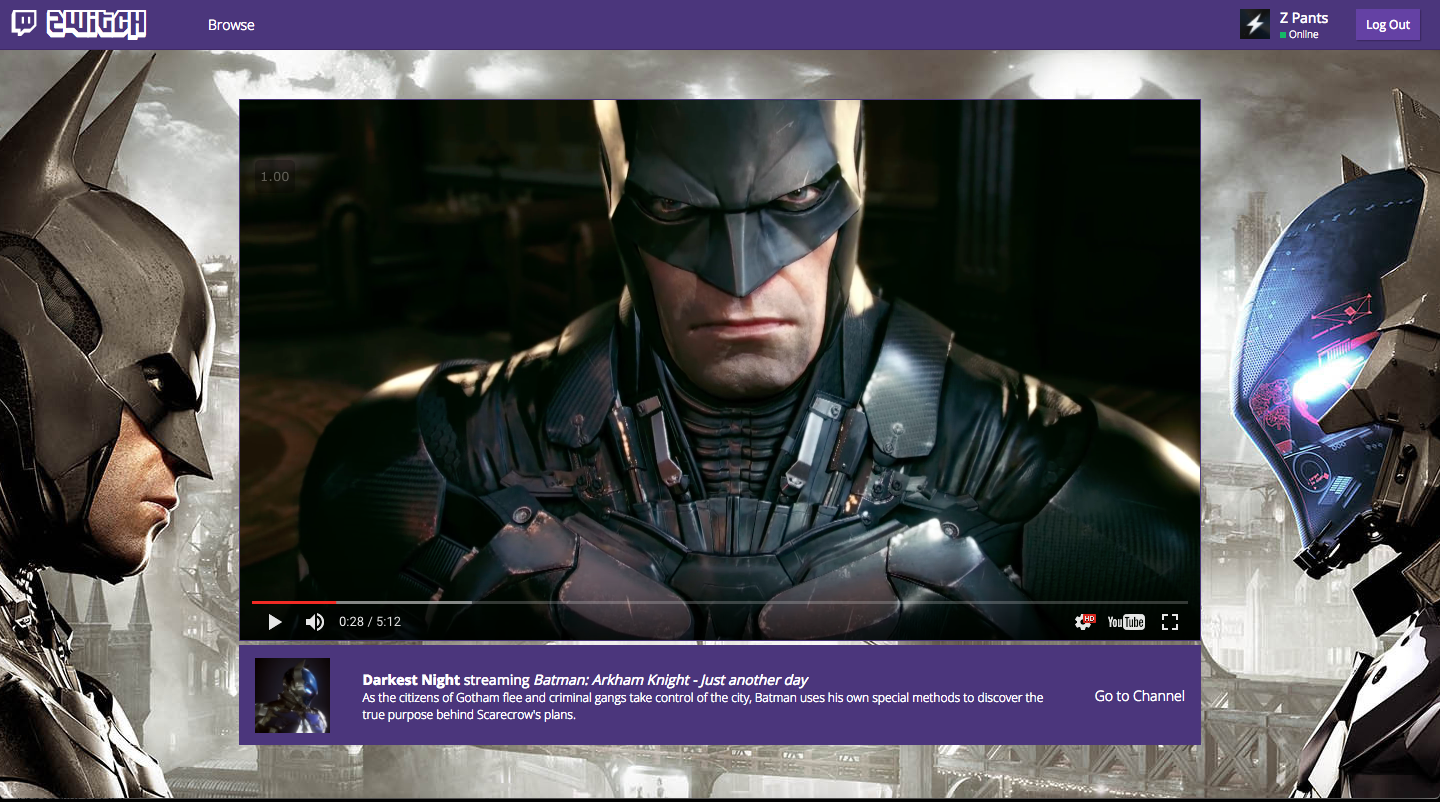 Zwitch
Browse
Z Pants
Online
Log Out
1.00
0:28 / 5:12
HD
YouTube
Darkest Night streaming Batman: Arkham Knight - Just another day
As the citizens of Gotham flee and criminal gangs take control of the city, Batman uses his own special methods to discover the
true purpose behind Scarecrow's plans.
Go to Channel